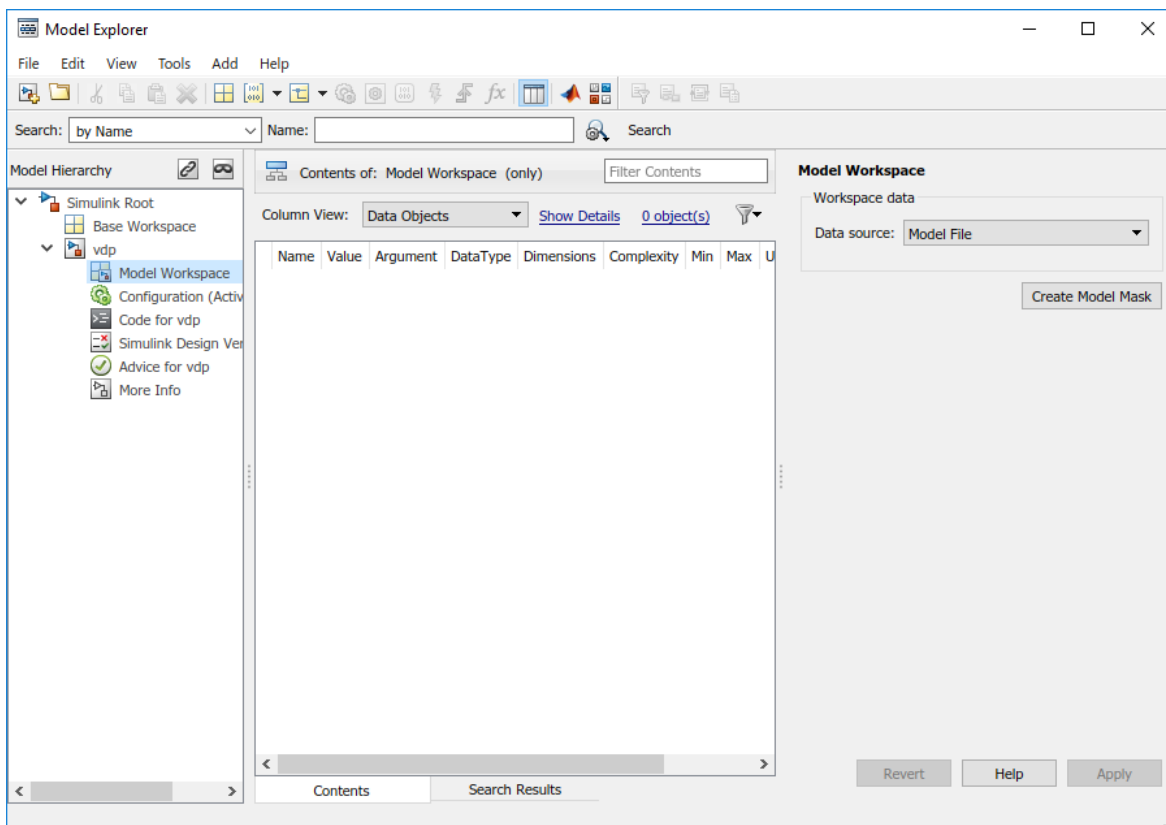 Model Explorer
File Edit View Tools Add Help
Search: by Name Name: Search
Model Hierarchy
Simulink Root
Base Workspace
vdp
Model Workspace
Configuration (Activ
Code for vdp
Simulink Design Ver
Advice for vdp
More Info
Contents of: Model Workspace (only) Filter Contents
Column View: Data Objects Show Details 0 object(s)
Name Value Argument DataType Dimensions Complexity Min Max U
Contents Search Results
Model Workspace
Workspace data
Data source: Model File
Create Model Mask
Revert Help Apply